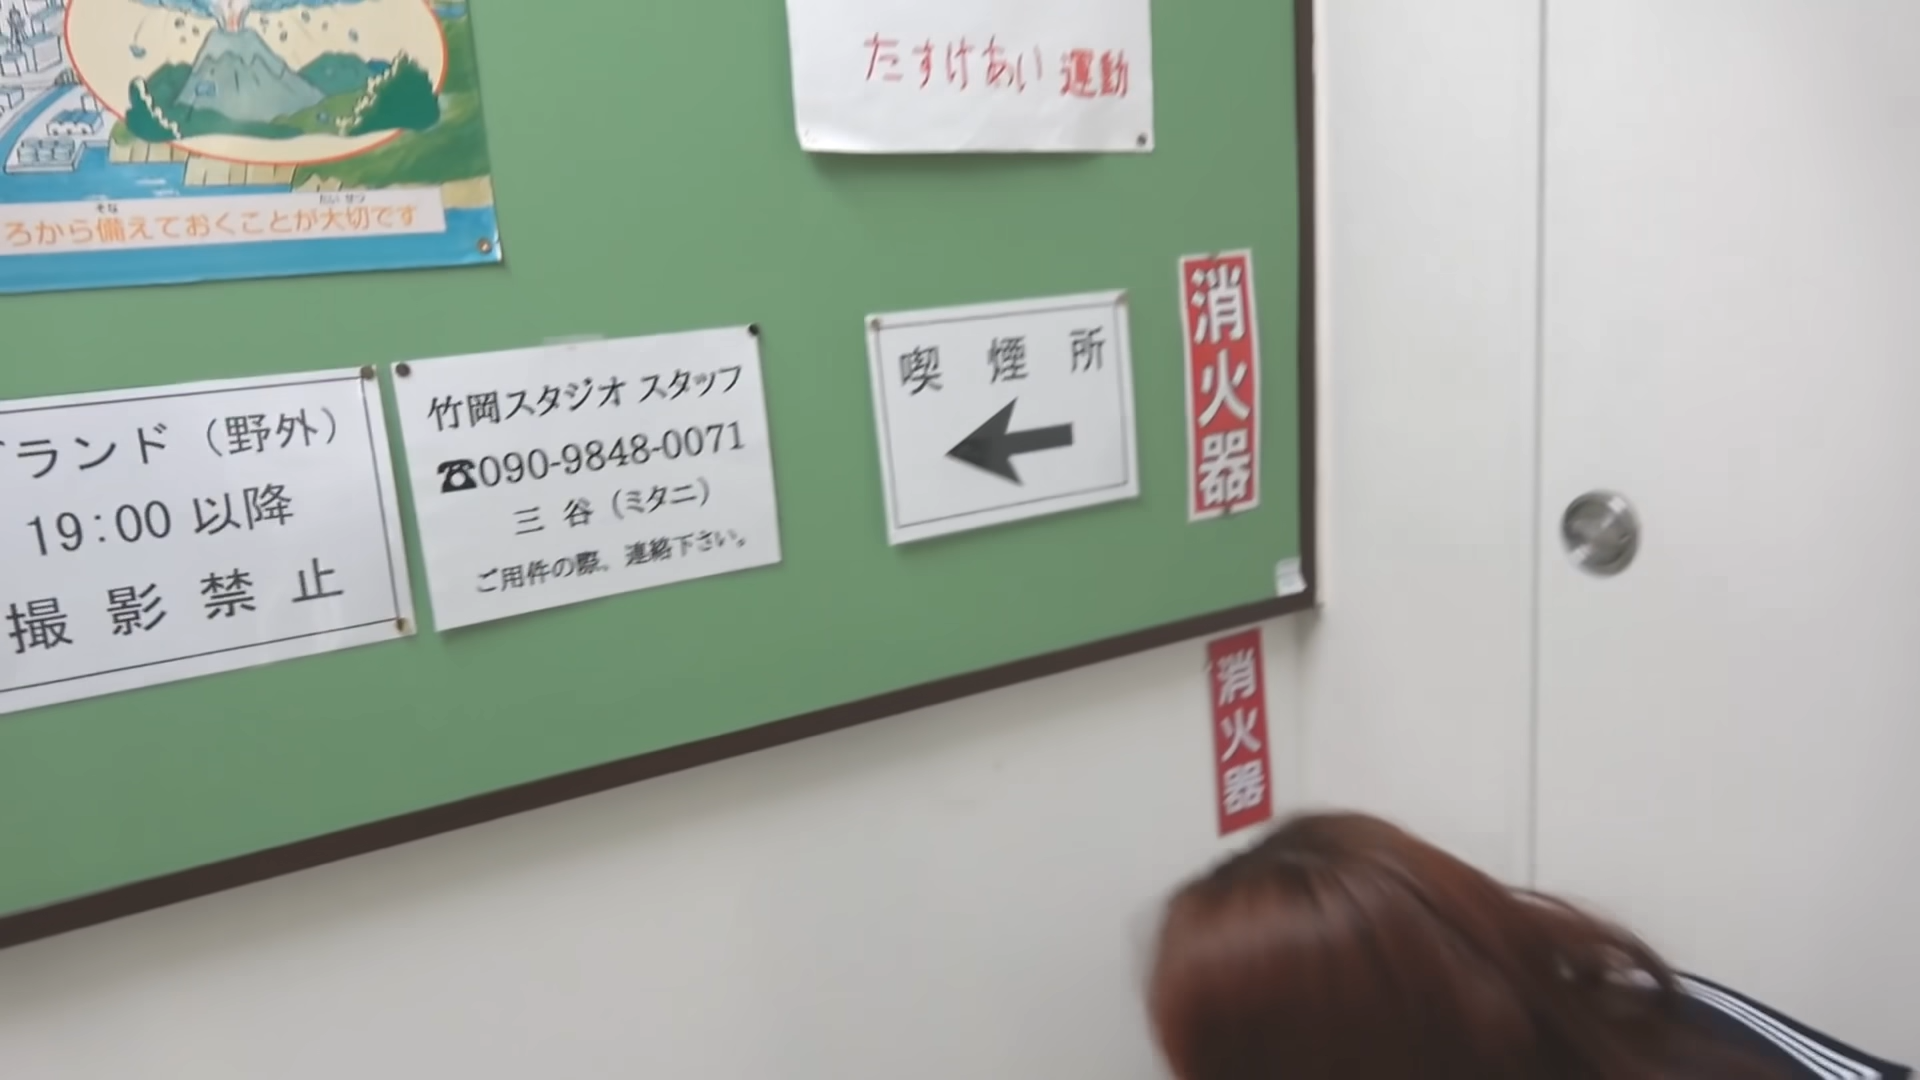 たすけあい 運動
ろから備えておくことが大切です
ランド（野外）
19:00 以降
撮影禁止
竹岡スタジオ スタッフ
☎090-9848-0071
三 谷（ミタニ）
ご用件の際、連絡下さい。
喫 煙 所
消火器
消火器